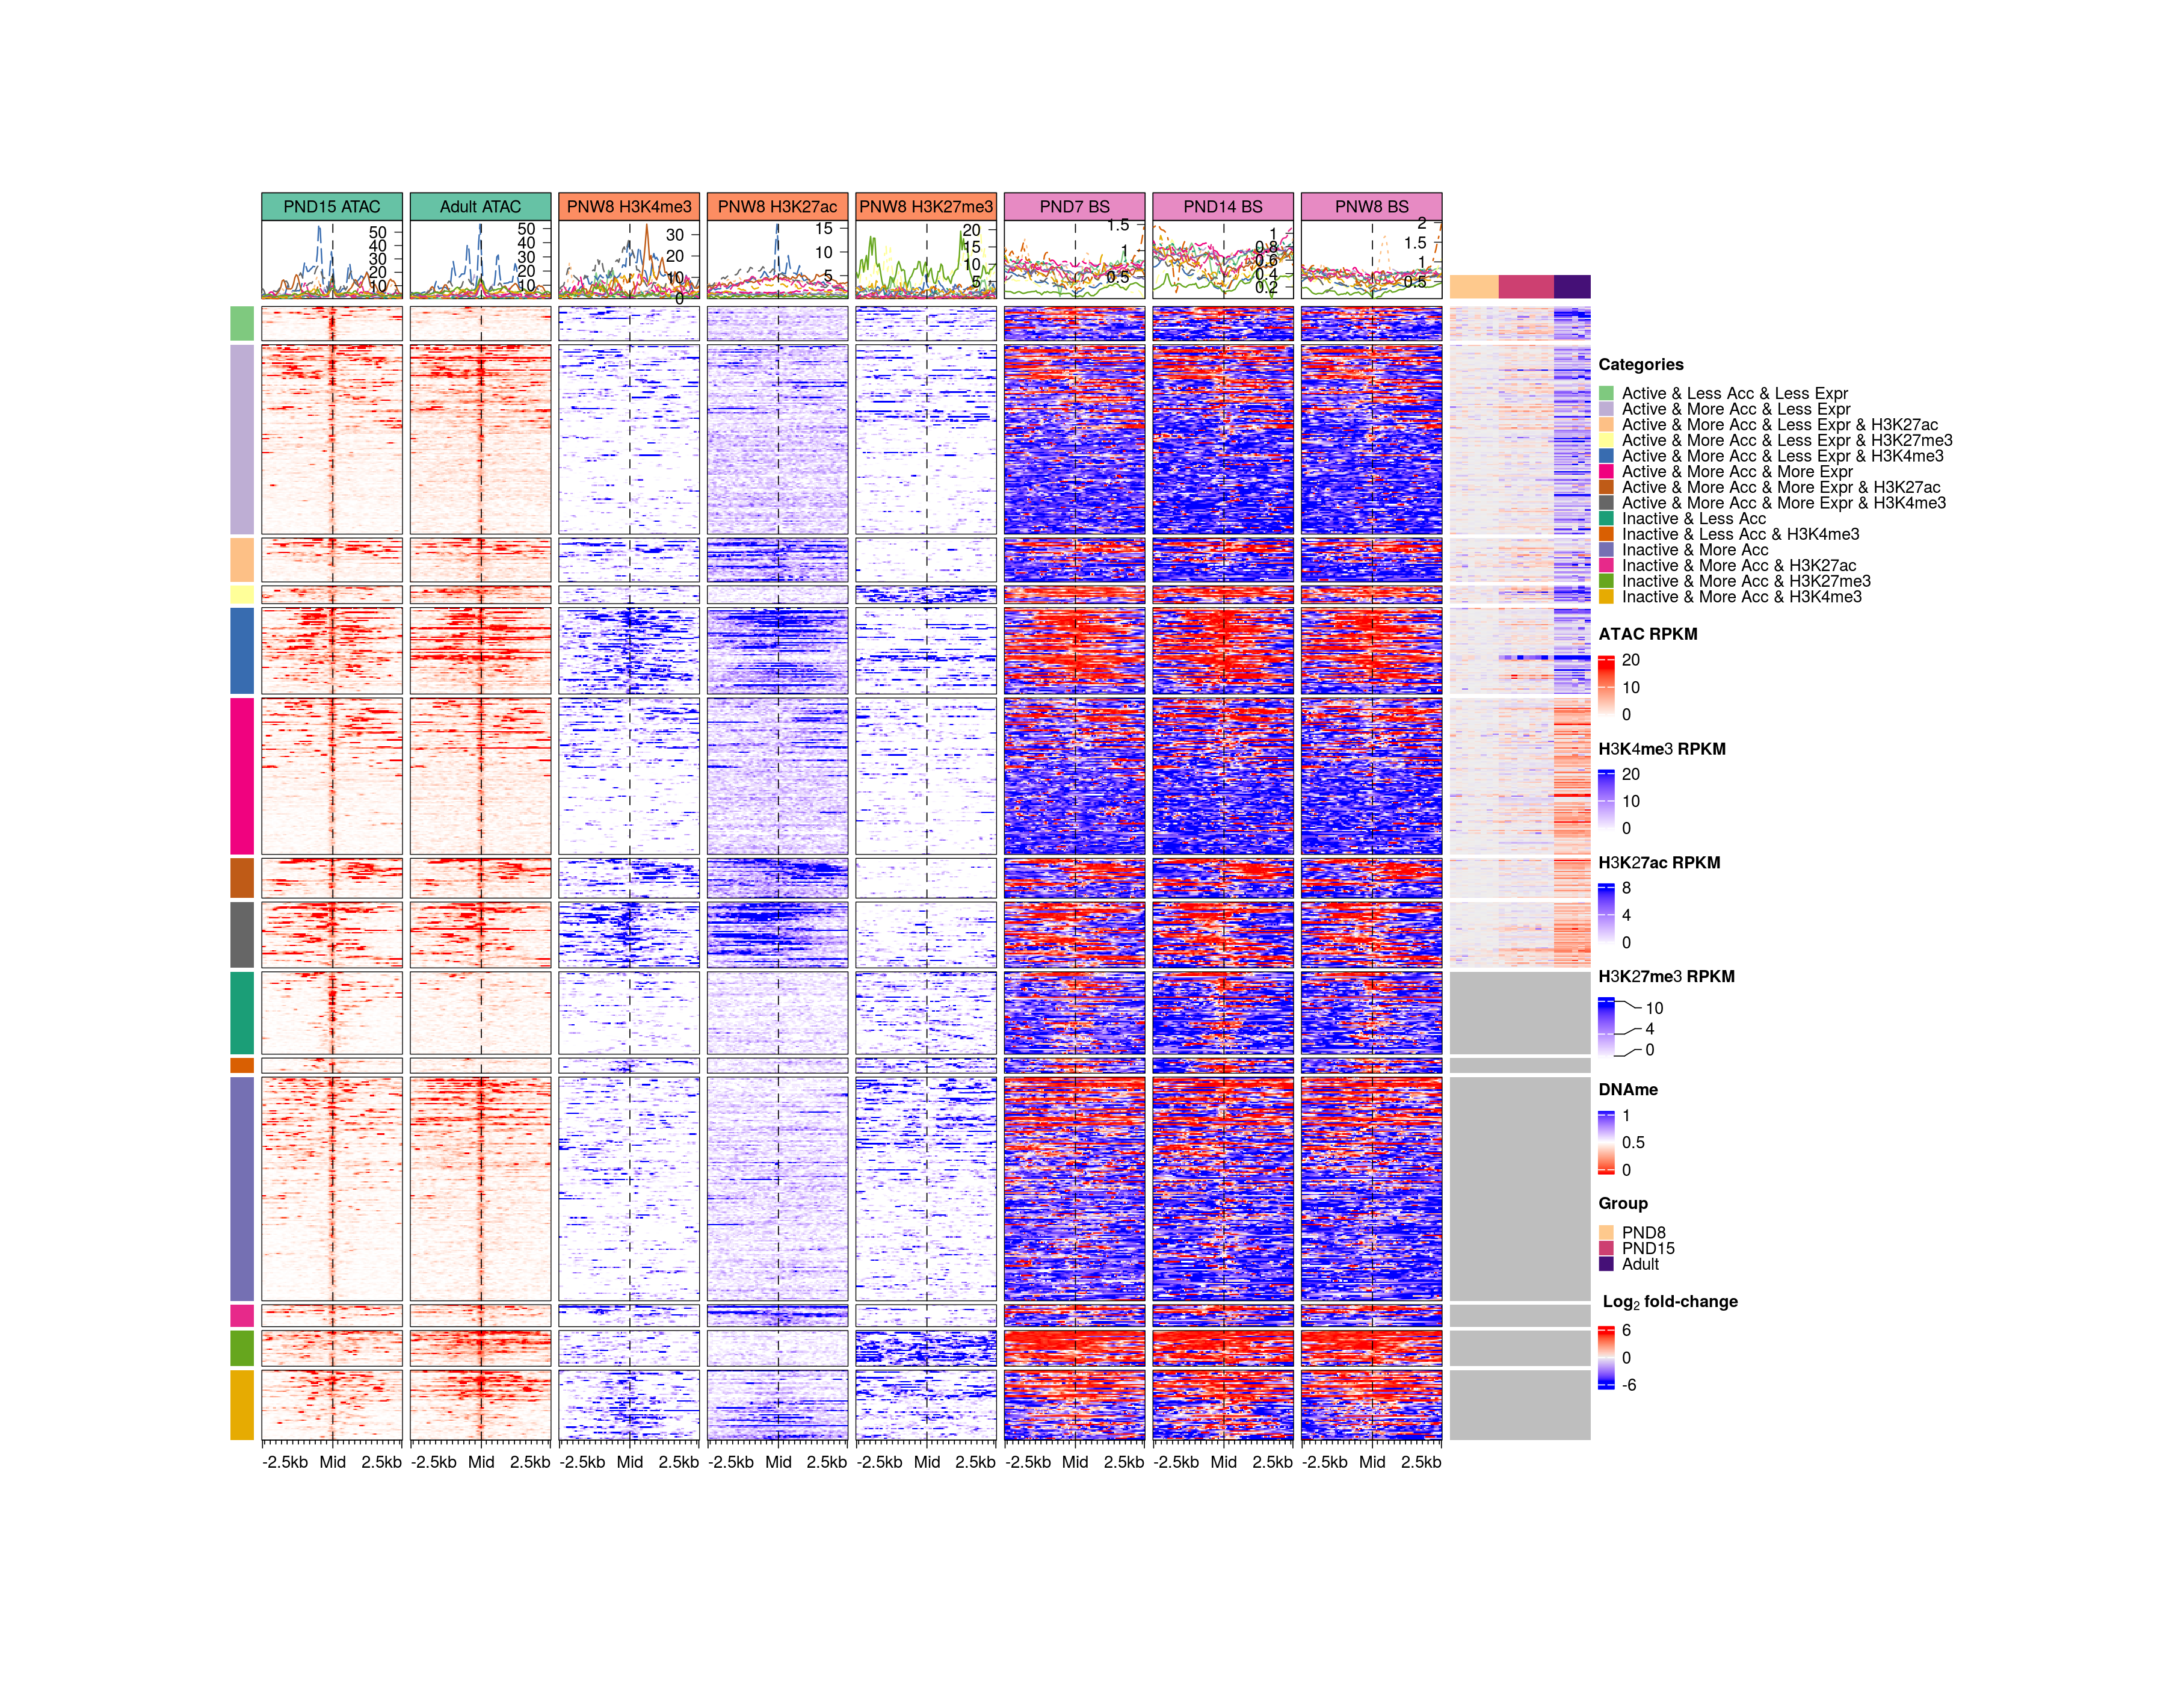 PND15 ATAC Adult ATAC PNW8 H3K4me3 PNW8 H3K27ac PNW8 H3K27me3 PND7 BS PND14 BS PNW8 BS
50
40
30
20
10
50
40
30
20
10
30
20
10
0
15
10
5
20
15
10
5
1.5
1
0.5
1
0.8
0.6
0.4
0.2
2
1.5
1
0.5
Categories
Active & Less Acc & Less Expr
Active & More Acc & Less Expr
Active & More Acc & Less Expr & H3K27ac
Active & More Acc & Less Expr & H3K27me3
Active & More Acc & Less Expr & H3K4me3
Active & More Acc & More Expr
Active & More Acc & More Expr & H3K27ac
Active & More Acc & More Expr & H3K4me3
Inactive & Less Acc
Inactive & Less Acc & H3K4me3
Inactive & More Acc
Inactive & More Acc & H3K27ac
Inactive & More Acc & H3K27me3
Inactive & More Acc & H3K4me3
ATAC RPKM
20
10
0
H3K4me3 RPKM
20
10
0
H3K27ac RPKM
8
4
0
H3K27me3 RPKM
10
4
0
DNAme
1
0.5
0
Group
PND8
PND15
Adult
Log2 fold-change
6
0
-6
-2.5kb Mid 2.5kb -2.5kb Mid 2.5kb -2.5kb Mid 2.5kb -2.5kb Mid 2.5kb -2.5kb Mid 2.5kb -2.5kb Mid 2.5kb -2.5kb Mid 2.5kb -2.5kb Mid 2.5kb